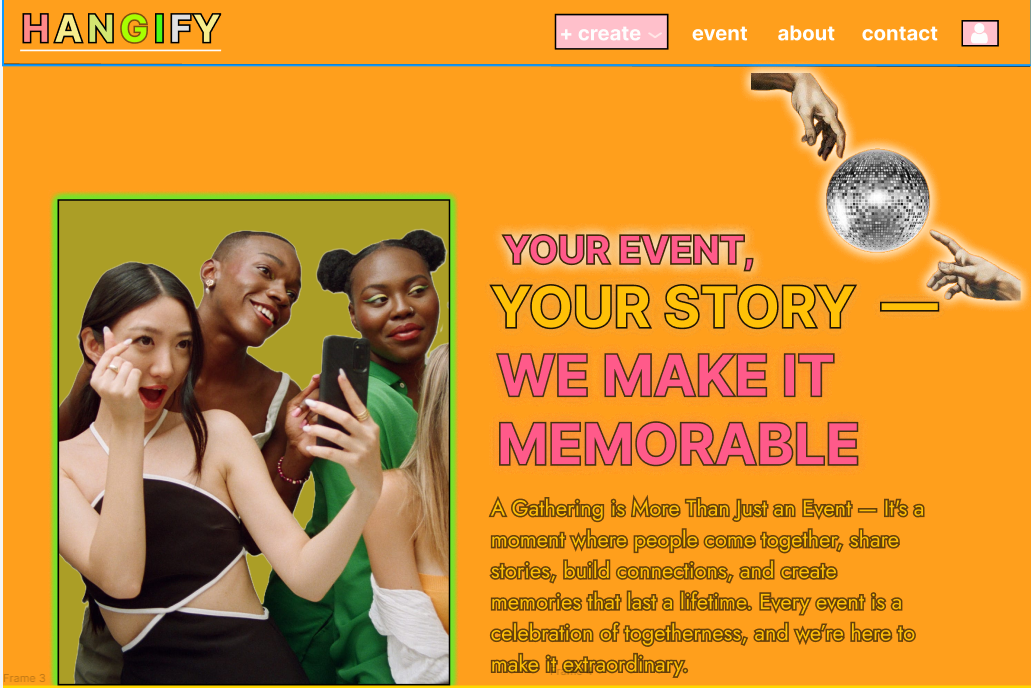 HANGIFY
+ create
event
about
contact
YOUR EVENT,
YOUR STORY —
WE MAKE IT
MEMORABLE
A Gathering is More Than Just an Event — It's a
moment where people come together, share
stories, build connections, and create
memories that last a lifetime. Every event is a
celebration of togetherness, and we're here to
make it extraordinary.
Frame 3